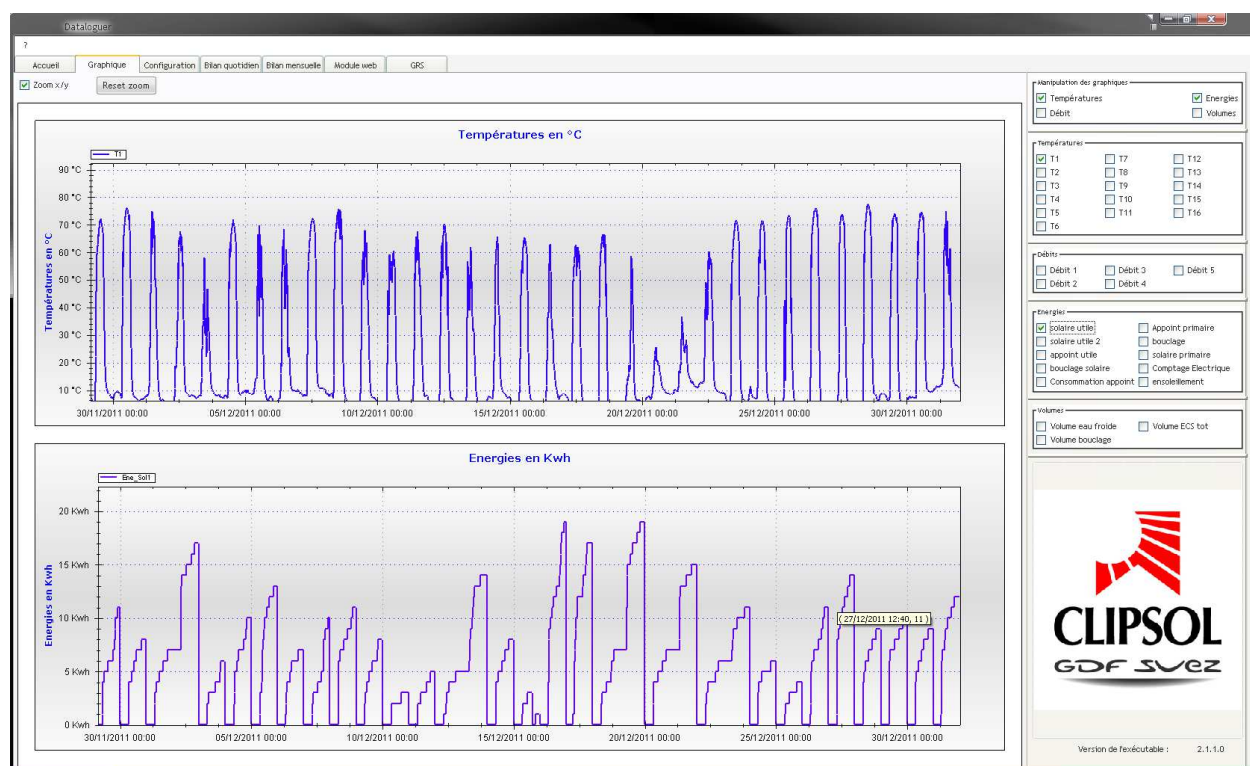 Dataloguer
?
Accueil Graphique Configuration Bilan quotidien Bilan mensuelle Module web GRS
Zoom x/y Reset zoom
Températures en °C
T1
90 °C
80 °C
70 °C
60 °C
50 °C
40 °C
30 °C
20 °C
10 °C
Températures en °C
30/11/2011 00:00 05/12/2011 00:00 10/12/2011 00:00 15/12/2011 00:00 20/12/2011 00:00 25/12/2011 00:00 30/12/2011 00:00
Energies en Kwh
Ene_Sol1
20 Kwh
15 Kwh
10 Kwh
5 Kwh
0 Kwh
Energies en Kwh
( 27/12/2011 12:40, 11 )
30/11/2011 00:00 05/12/2011 00:00 10/12/2011 00:00 15/12/2011 00:00 20/12/2011 00:00 25/12/2011 00:00 30/12/2011 00:00
Manipulation des graphiques
Températures Energies
Débit Volumes
Températures
T1 T7 T12
T2 T8 T13
T3 T9 T14
T4 T10 T15
T5 T11 T16
T6
Débits
Débit 1 Débit 3 Débit 5
Débit 2 Débit 4
Energies
solaire utile Appoint primaire
solaire utile 2 bouclage
appoint utile solaire primaire
bouclage solaire Comptage Electrique
Consommation appoint ensoleillement
Volumes
Volume eau froide Volume ECS tot
Volume bouclage
CLIPSOL
GDF SUEZ
Version de l'exécutable : 2.1.1.0